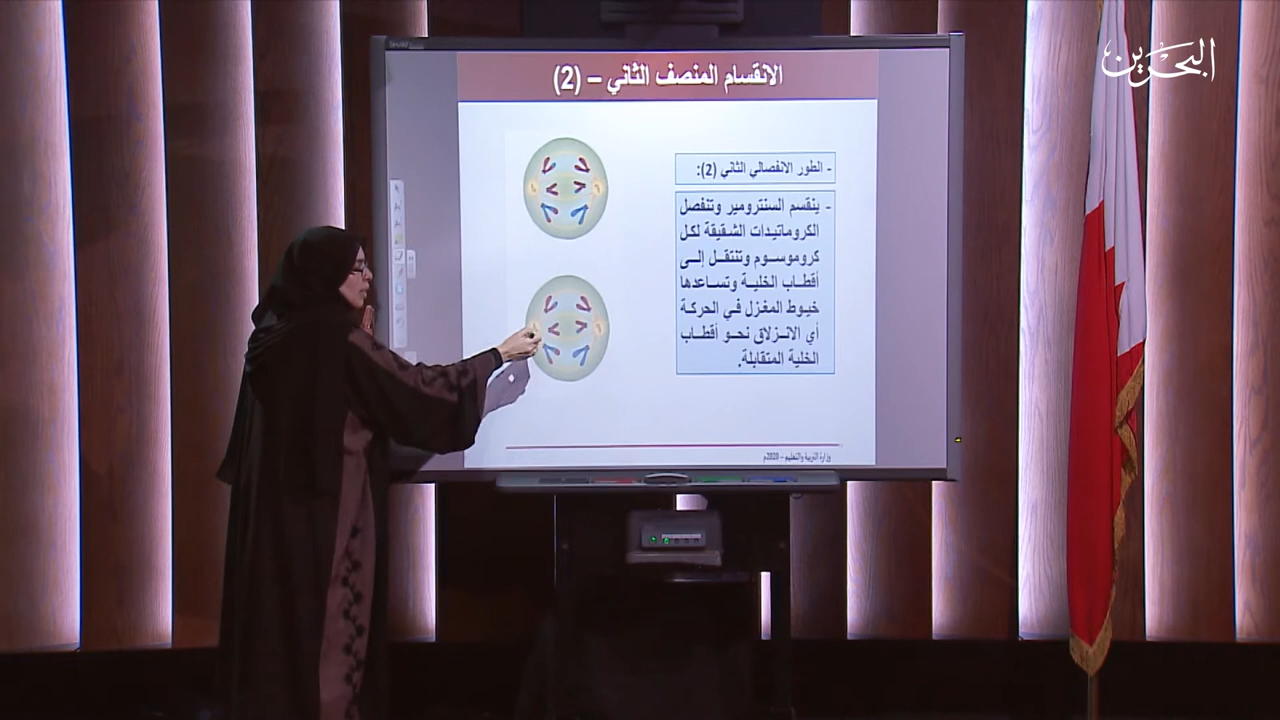 البحرين
الانقسام المنصف الثاني – (2)
- الطور الانفصالي الثاني (2):
- ينقسم السنترومير وتنفصل
الكروماتيدات الشقيقة لكل
كروموسوم وتنتقل إلى
أقطاب الخلية وتساعدها
خيوط المغزل في الحركة
أي الانزلاق نحو أقطاب
الخلية المتقابلة.
وزارة التربية والتعليم – 2020م